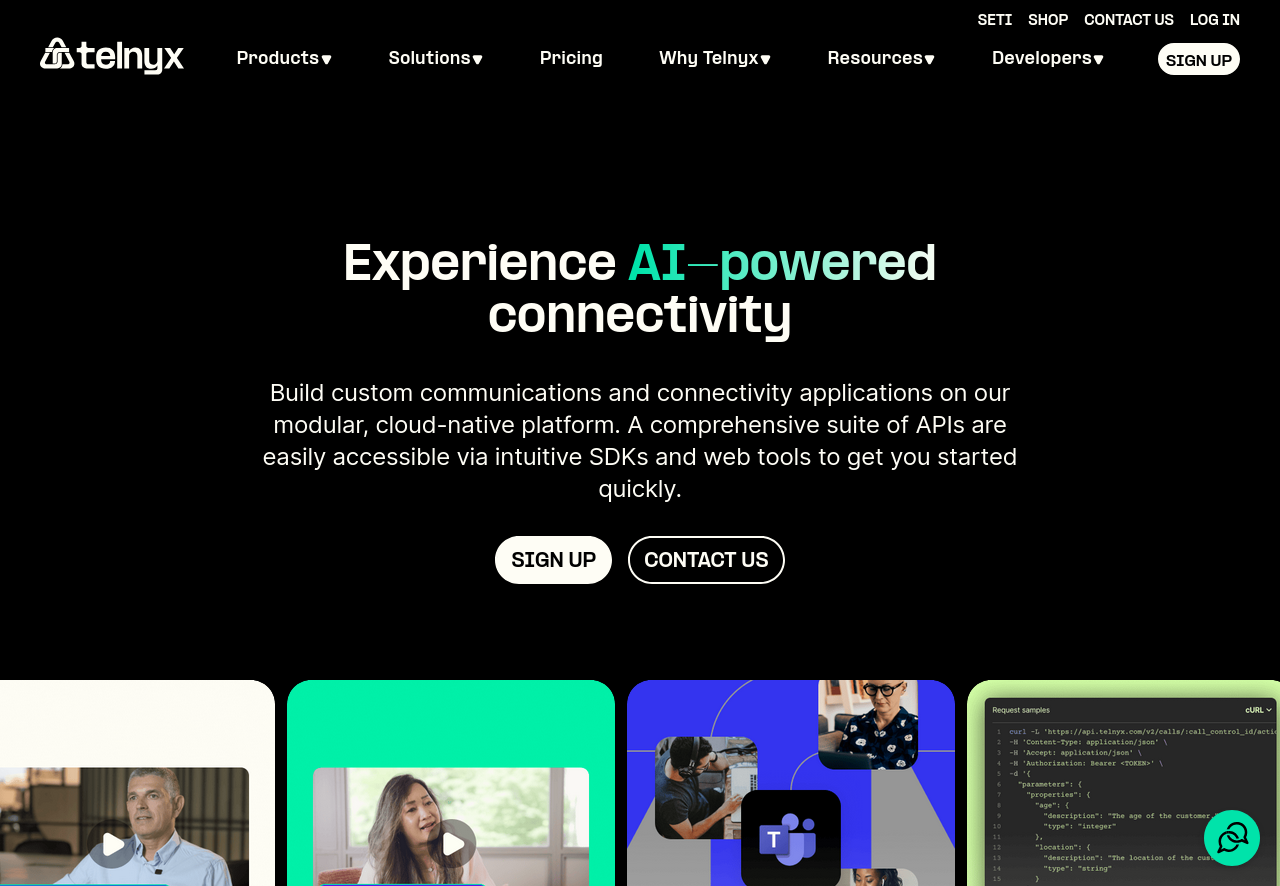 SETI SHOP CONTACT US LOG IN
telnyx Products Solutions Pricing Why Telnyx Resources Developers SIGN UP
Experience AI—powered
connectivity
Build custom communications and connectivity applications on our
modular, cloud-native platform. A comprehensive suite of APIs are
easily accessible via intuitive SDKs and web tools to get you started
quickly.
SIGN UP CONTACT US
T
Request samples cURL
1 curl -L 'https://api.telnyx.com/v2/calls/:call_control_id/actio
2 -H 'Content-Type: application/json' \
3 -H 'Accept: application/json' \
4 -H 'Authorization: Bearer <TOKEN>' \
5 -d '{
6 "parameters": {
7 "properties": {
8 "age": {
9 "description": "The age of the customer.
10 "type": "integer"
11 },
12 "location": {
13 "description": "The location of the cust
14 "type": "string"
15 }